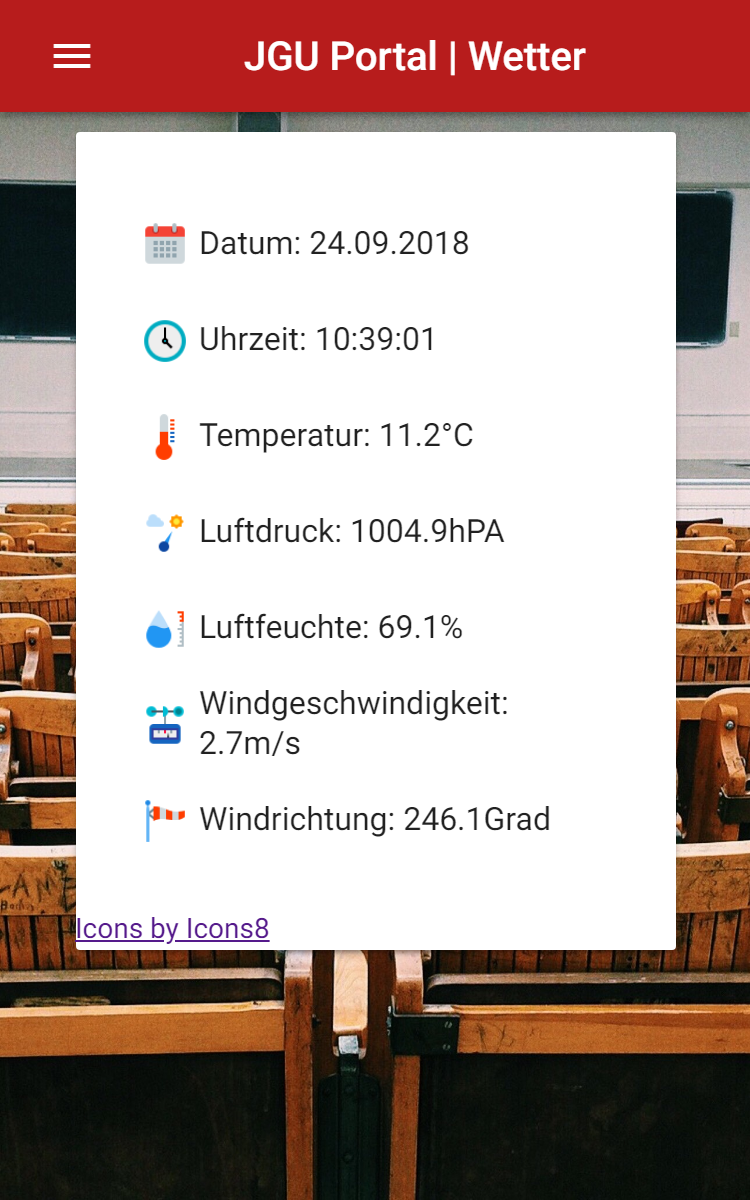 JGU Portal | Wetter
Datum: 24.09.2018
Uhrzeit: 10:39:01
Temperatur: 11.2°C
Luftdruck: 1004.9hPA
Luftfeuchte: 69.1%
Windgeschwindigkeit:
2.7m/s
Windrichtung: 246.1Grad
LAME
Icons by Icons8